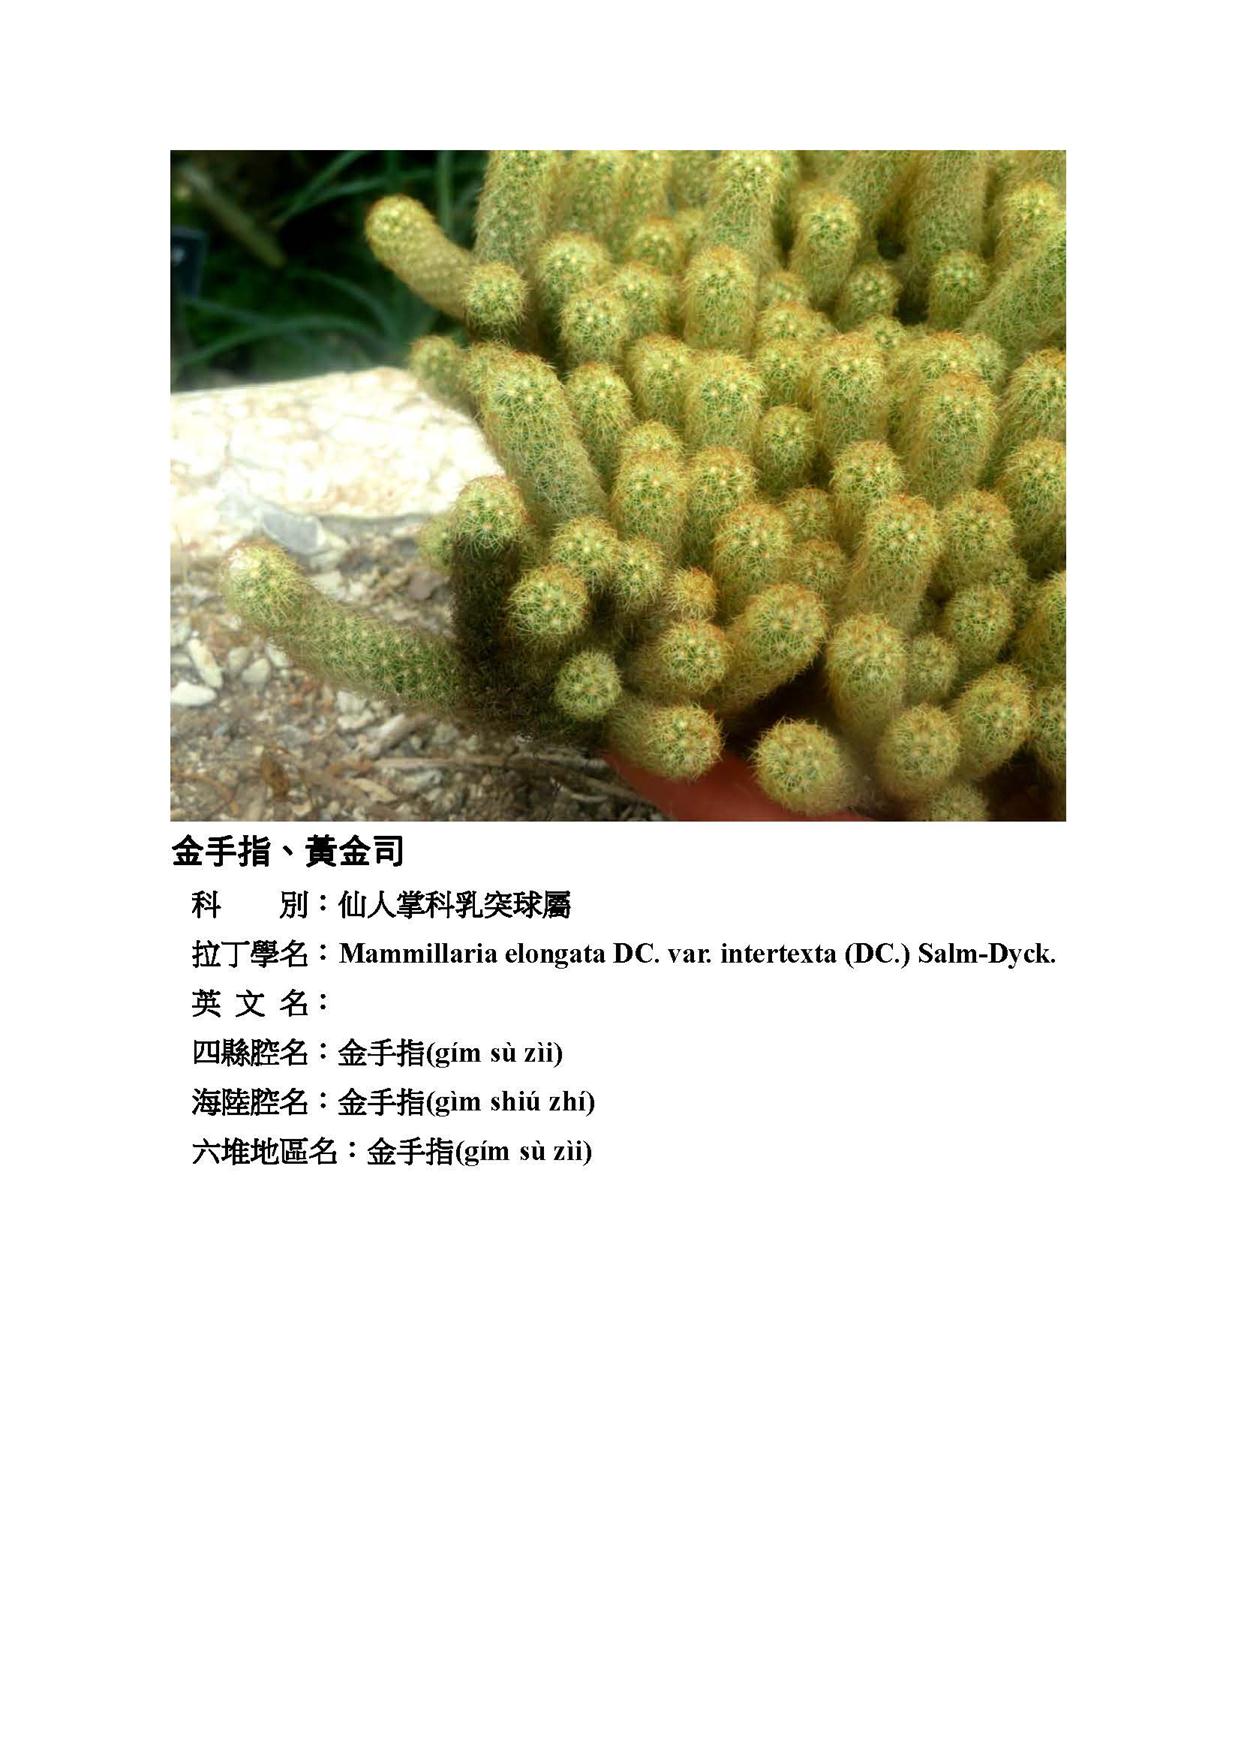 金手指、黃金司
科　　別：仙人掌科乳突球屬
拉丁學名：Mammillaria elongata DC. var. intertexta (DC.) Salm-Dyck.
英 文 名：
四縣腔名：金手指(gím sù zìi)
海陸腔名：金手指(gìm shiú zhí)
六堆地區名：金手指(gím sù zìi)